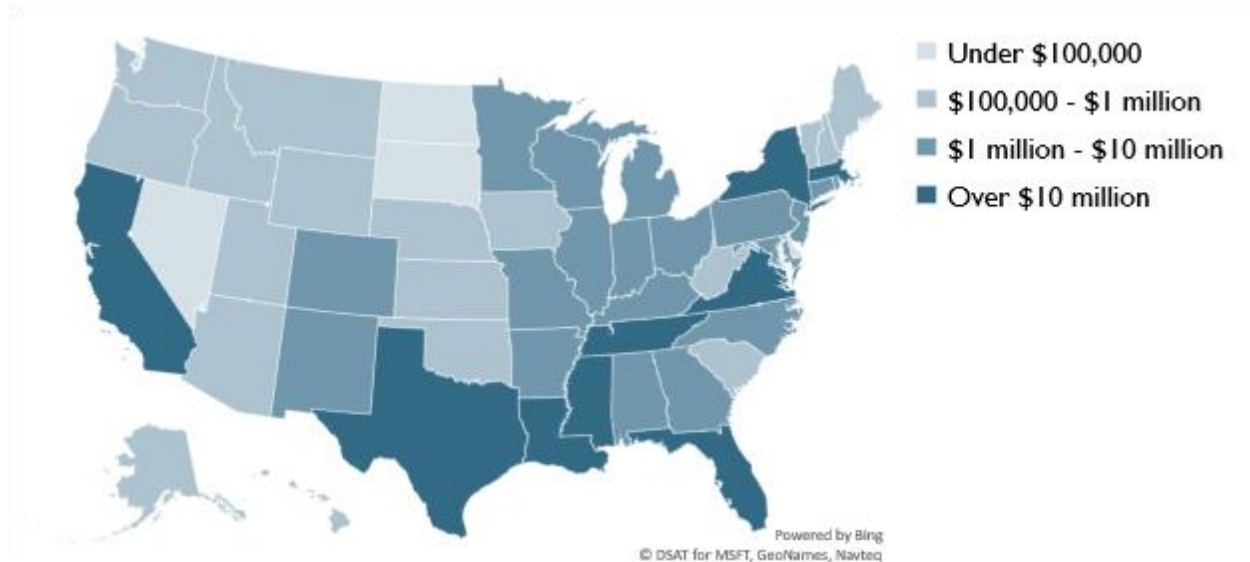 Under $100,000
$100,000 - $1 million
$1 million - $10 million
Over $10 million
Powered by Bing
© DSAT for MSFT, GeoNames, Navteq